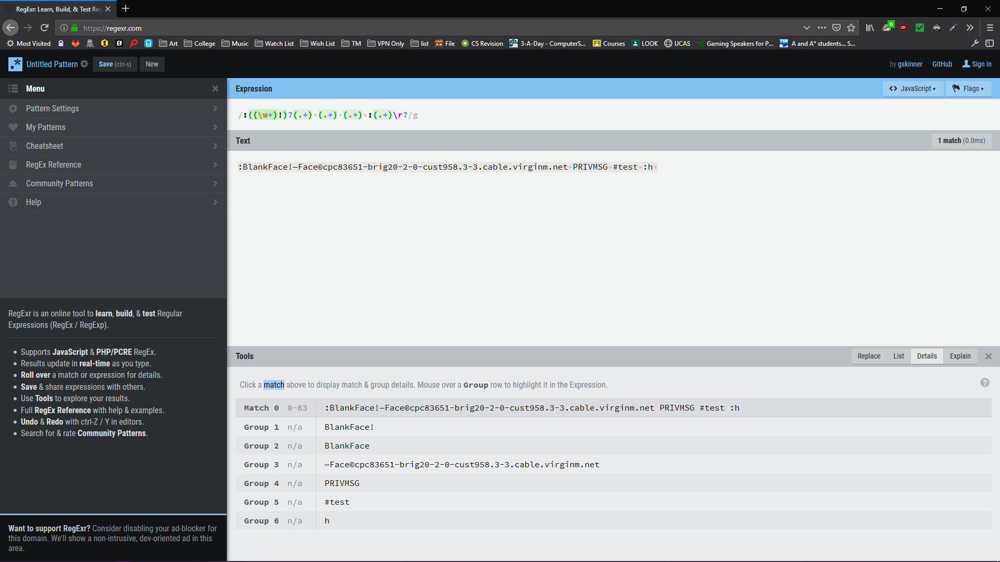 RegExr: Learn, Build, & Test Reg
https://regexr.com
0
Most Visited Art College Music Watch List Wish List TM VPN Only list File CS Revision 3-A-Day - ComputerS... Courses LOOK UCAS Gaming Speakers for P... TSR A and A* students... S...
Untitled Pattern Save (ctrl-s) New by gskinner GitHub Sign In
Menu
Pattern Settings
My Patterns
Cheatsheet
RegEx Reference
Community Patterns
Help
RegExr is an online tool to learn, build, & test Regular
Expressions (RegEx / RegExp).
Supports JavaScript & PHP/PCRE RegEx.
Results update in real-time as you type.
Roll over a match or expression for details.
Save & share expressions with others.
Use Tools to explore your results.
Full RegEx Reference with help & examples.
Undo & Redo with ctrl-Z / Y in editors.
Search for & rate Community Patterns.
Want to support RegExr? Consider disabling your ad-blocker for
this domain. We'll show a non-intrusive, dev-oriented ad in this
area.
Expression <> JavaScript ▾ Flags ▾
/:((\w+)!)?(.+)•(.+)•(.+)•:(.+)\r?/g
Text 1 match (0.0ms)
:BlankFace!—Face©cpc83651-brig20-2-0-cust958.3-3.cable.virginm.net•PRIVMSG•#test•:h•
Tools Replace List Details Explain
Click a match above to display match & group details. Mouse over a Group row to highlight it in the Expression.
Match 0 0-83 :BlankFace!—Face©cpc83651-brig20-2-0-cust958.3-3.cable.virginm.net PRIVMSG #test :h
Group 1 n/a BlankFace!
Group 2 n/a BlankFace
Group 3 n/a —Face©cpc83651-brig20-2-0-cust958.3-3.cable.virginm.net
Group 4 n/a PRIVMSG
Group 5 n/a #test
Group 6 n/a h